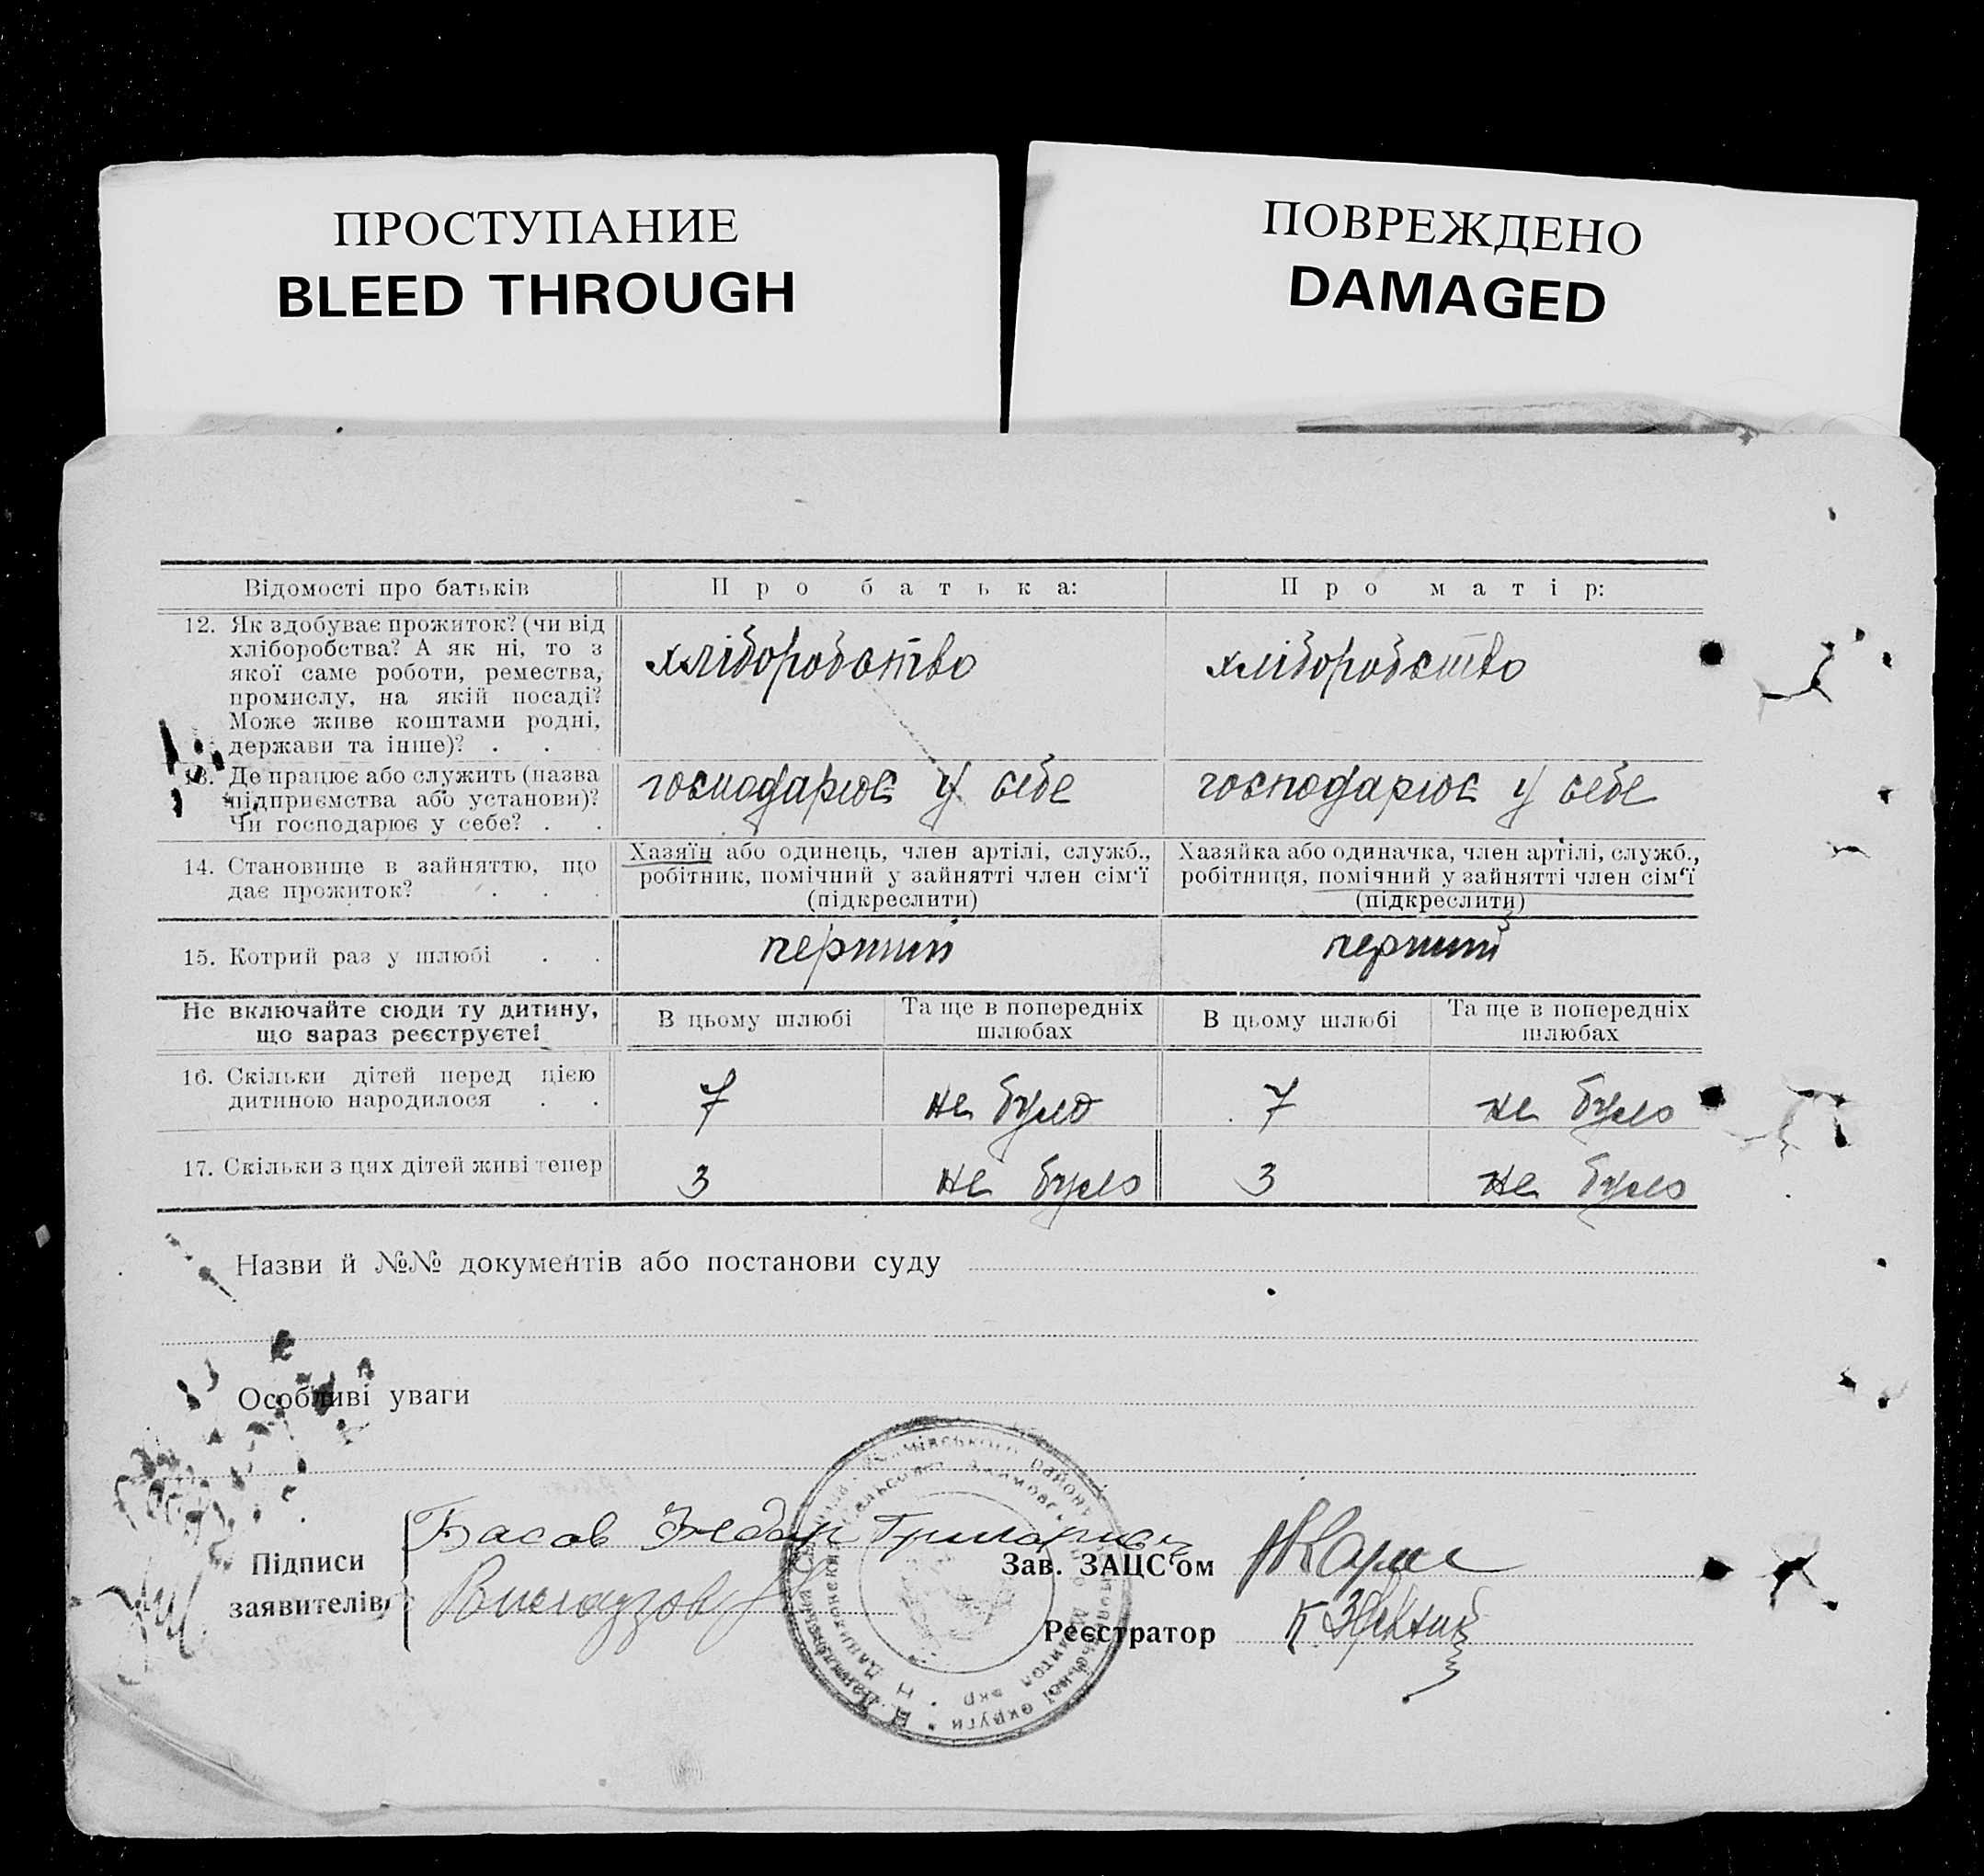 ПРОСТУПАНИЕ
BLEED THROUGH
ПОВРЕЖДЕНО
DAMAGED
Відомості про батьків
Про батька:
Про матір:
12. Як здобуває прожиток? (чи від
хліборобства? А як ні, то з
якої саме роботи, ремества,
промислу, на якій посаді?
Може живе коштами родні,
держави та інше)? . .
хліборобство
хліборобство
13. Де працює або служить (назва
підприємства або установи)?
Чи господарює у себе? . .
господарює у себе
господарює у себе
14. Становище в зайняттю, що
дає прожиток? . . .
Хазяїн або одинець, член артілі, служб.,
робітник, помічний у зайнятті член сім'ї
(підкреслити)
Хазяйка або одиначка, член артілі, служб.,
робітниця, помічний у зайнятті член сім'ї
(підкреслити)
15. Котрий раз у шлюбі . .
перший
перший
Не включайте сюди ту дитину,
що зараз реєструєте!
В цьому шлюбі
Та ще в попередніх
шлюбах
В цьому шлюбі
Та ще в попередніх
шлюбах
16. Скільки дітей перед цією
дитиною народилося . .
7
не було
7
не було
17. Скільки з цих дітей живі тепер
3
не було
3
не було
Назви й №№ документів або постанови суду
Особливі уваги
Підписи
заявителів
Басов
Зав. ЗАЦС'ом
Реєстратор
району
округи